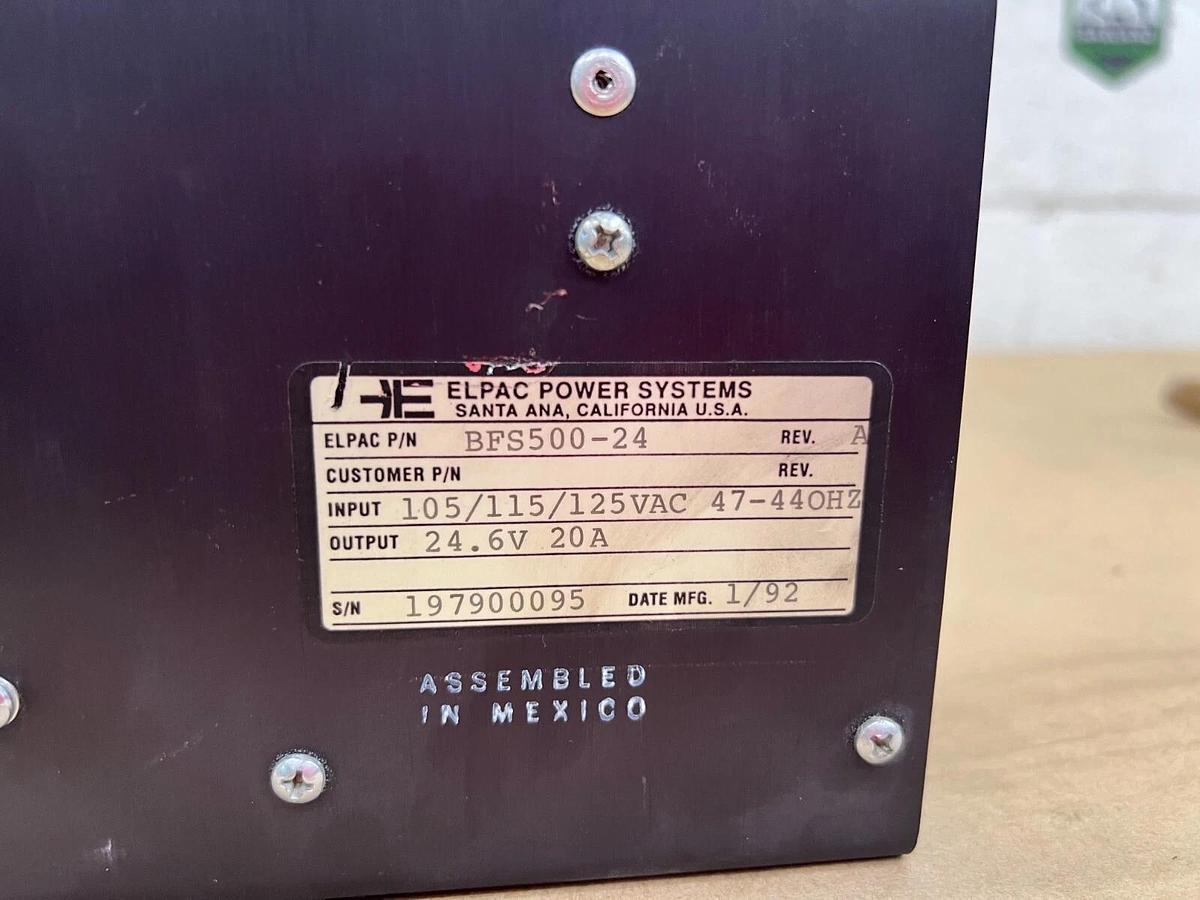 ELPAC POWER SYSTEMS
SANTA ANA, CALIFORNIA U.S.A.
ELPAC P/N BFS500-24 REV. A
CUSTOMER P/N REV.
INPUT 105/115/125VAC 47-440HZ
OUTPUT 24.6V 20A
S/N 197900095 DATE MFG. 1/92
ASSEMBLED
IN MEXICO